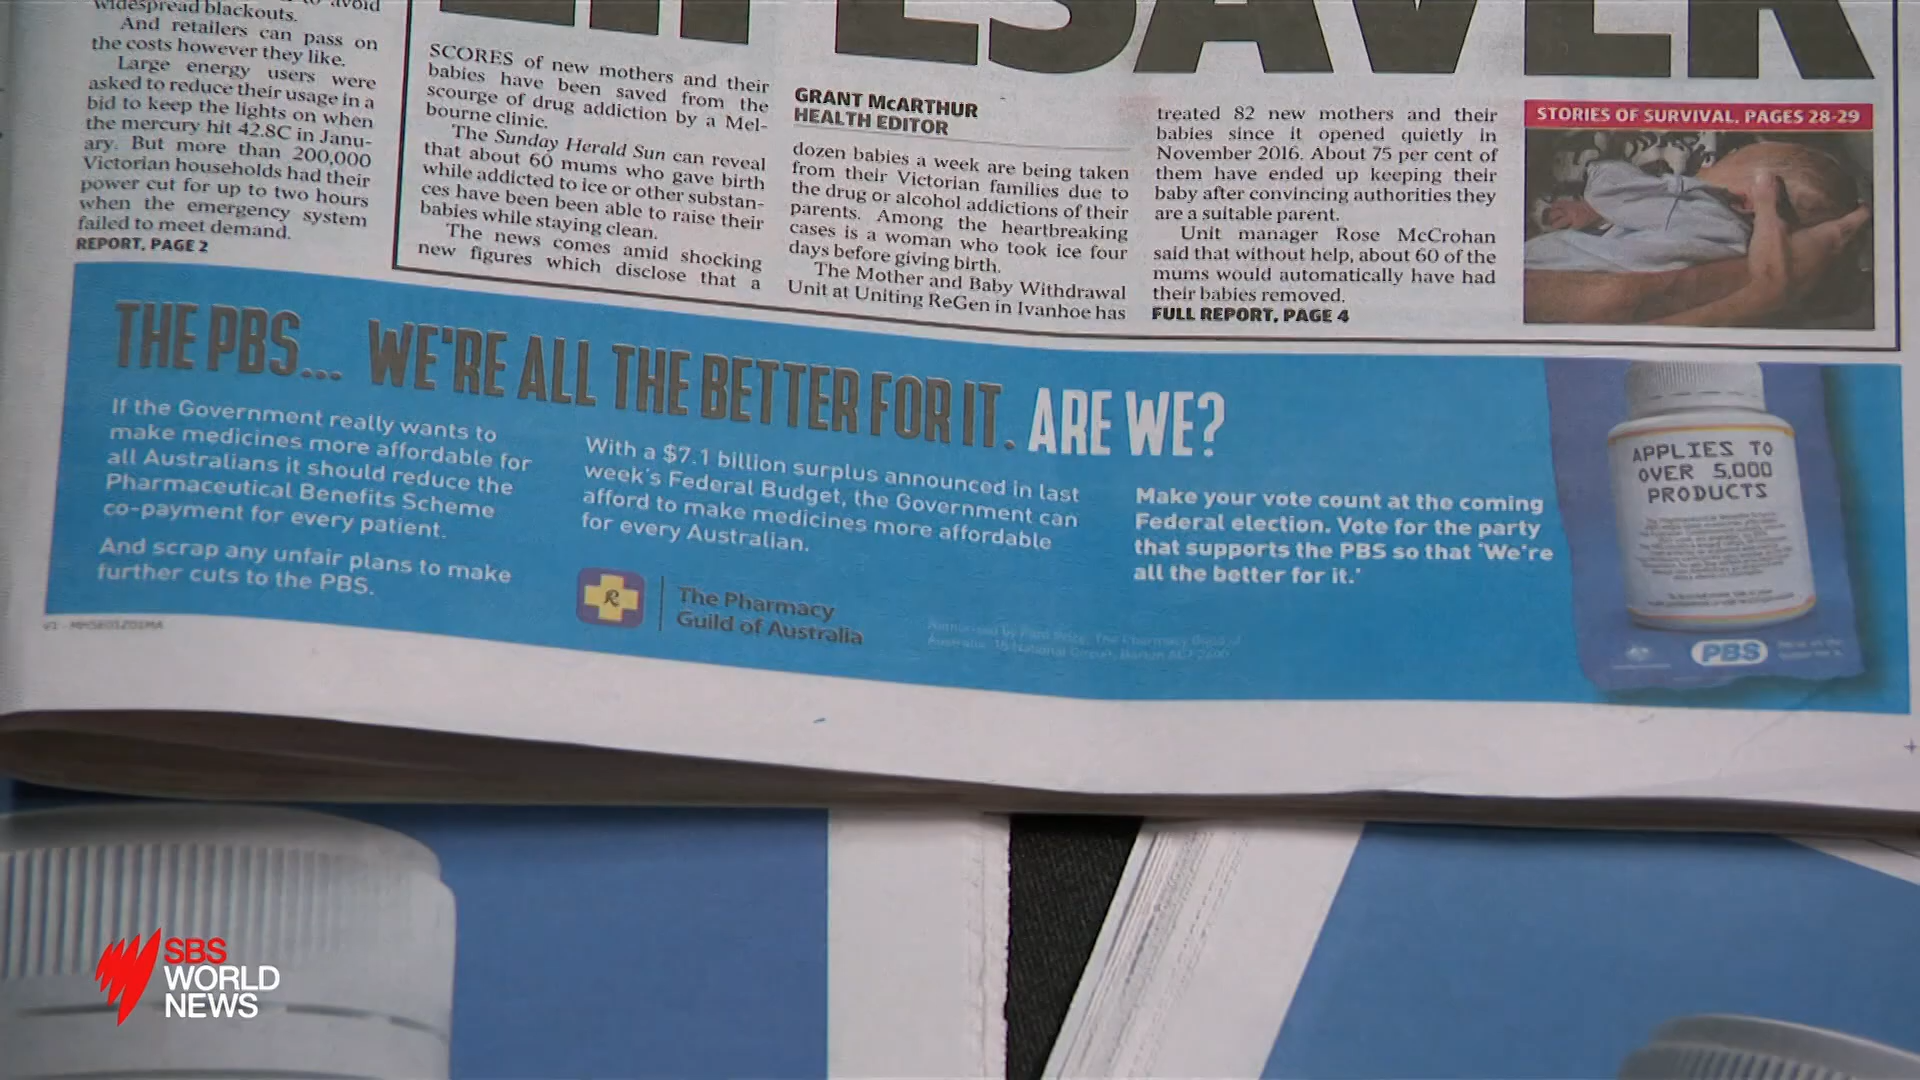 widespread blackouts.
And retailers can pass on
the costs however they like.
Large energy users were
asked to reduce their usage in a
bid to keep the lights on when
the mercury hit 42.8C in Janu-
ary. But more than 200,000
Victorian households had their
power cut for up to two hours
when the emergency system
failed to meet demand.
REPORT, PAGE 2
SCORES of new mothers and their
babies have been saved from the
scourge of drug addiction by a Mel-
bourne clinic.
The Sunday Herald Sun can reveal
that about 60 mums who gave birth
while addicted to ice or other substan-
ces have been been able to raise their
babies while staying clean.
The news comes amid shocking
new figures which disclose that a
GRANT McARTHUR
HEALTH EDITOR
dozen babies a week are being taken
from their Victorian families due to
the drug or alcohol addictions of their
parents. Among the heartbreaking
cases is a woman who took ice four
days before giving birth.
The Mother and Baby Withdrawal
Unit at Uniting ReGen in Ivanhoe has
treated 82 new mothers and their
babies since it opened quietly in
November 2016. About 75 per cent of
them have ended up keeping their
baby after convincing authorities they
are a suitable parent.
Unit manager Rose McCrohan
said that without help, about 60 of the
mums would automatically have had
their babies removed.
FULL REPORT, PAGE 4
STORIES OF SURVIVAL, PAGES 28-29
THE PBS... WE'RE ALL THE BETTER FOR IT. ARE WE?
If the Government really wants to
make medicines more affordable for
all Australians it should reduce the
Pharmaceutical Benefits Scheme
co-payment for every patient.
And scrap any unfair plans to make
further cuts to the PBS.
With a $7.1 billion surplus announced in last
week's Federal Budget, the Government can
afford to make medicines more affordable
for every Australian.
The Pharmacy
Guild of Australia
Make your vote count at the coming
Federal election. Vote for the party
that supports the PBS so that 'We're
all the better for it.'
APPLIES TO
OVER 5,000
PRODUCTS
PBS
SBS
WORLD
NEWS